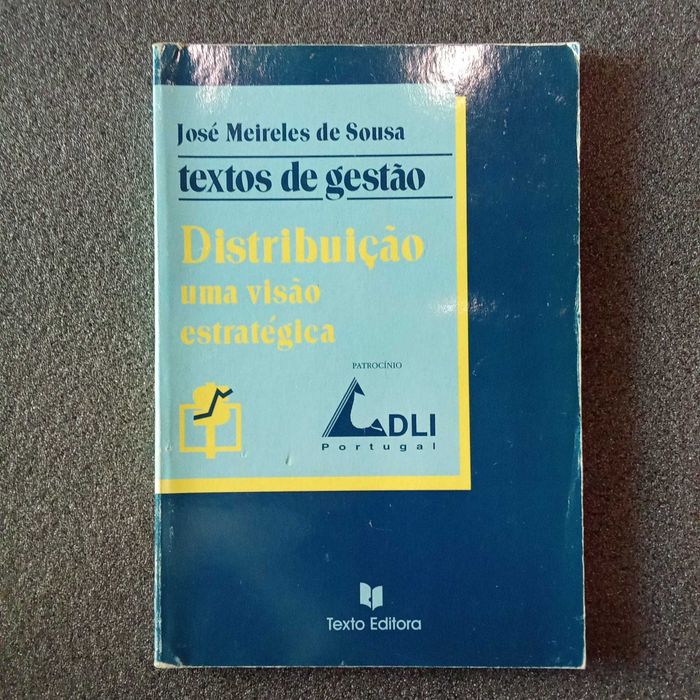 José Meireles de Sousa
textos de gestão
Distribuição
uma visão
estratégica
PATROCÍNIO
DLI
Portugal
Texto Editora